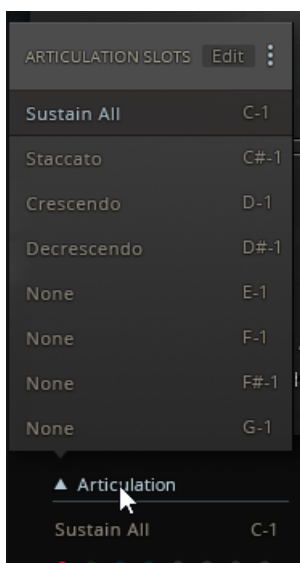 ARTICULATION SLOTS Edit
Sustain All C-1
Staccato C#-1
Crescendo D-1
Decrescendo D#-1
None E-1
None F-1
None F#-1
None G-1
Articulation
Sustain All C-1